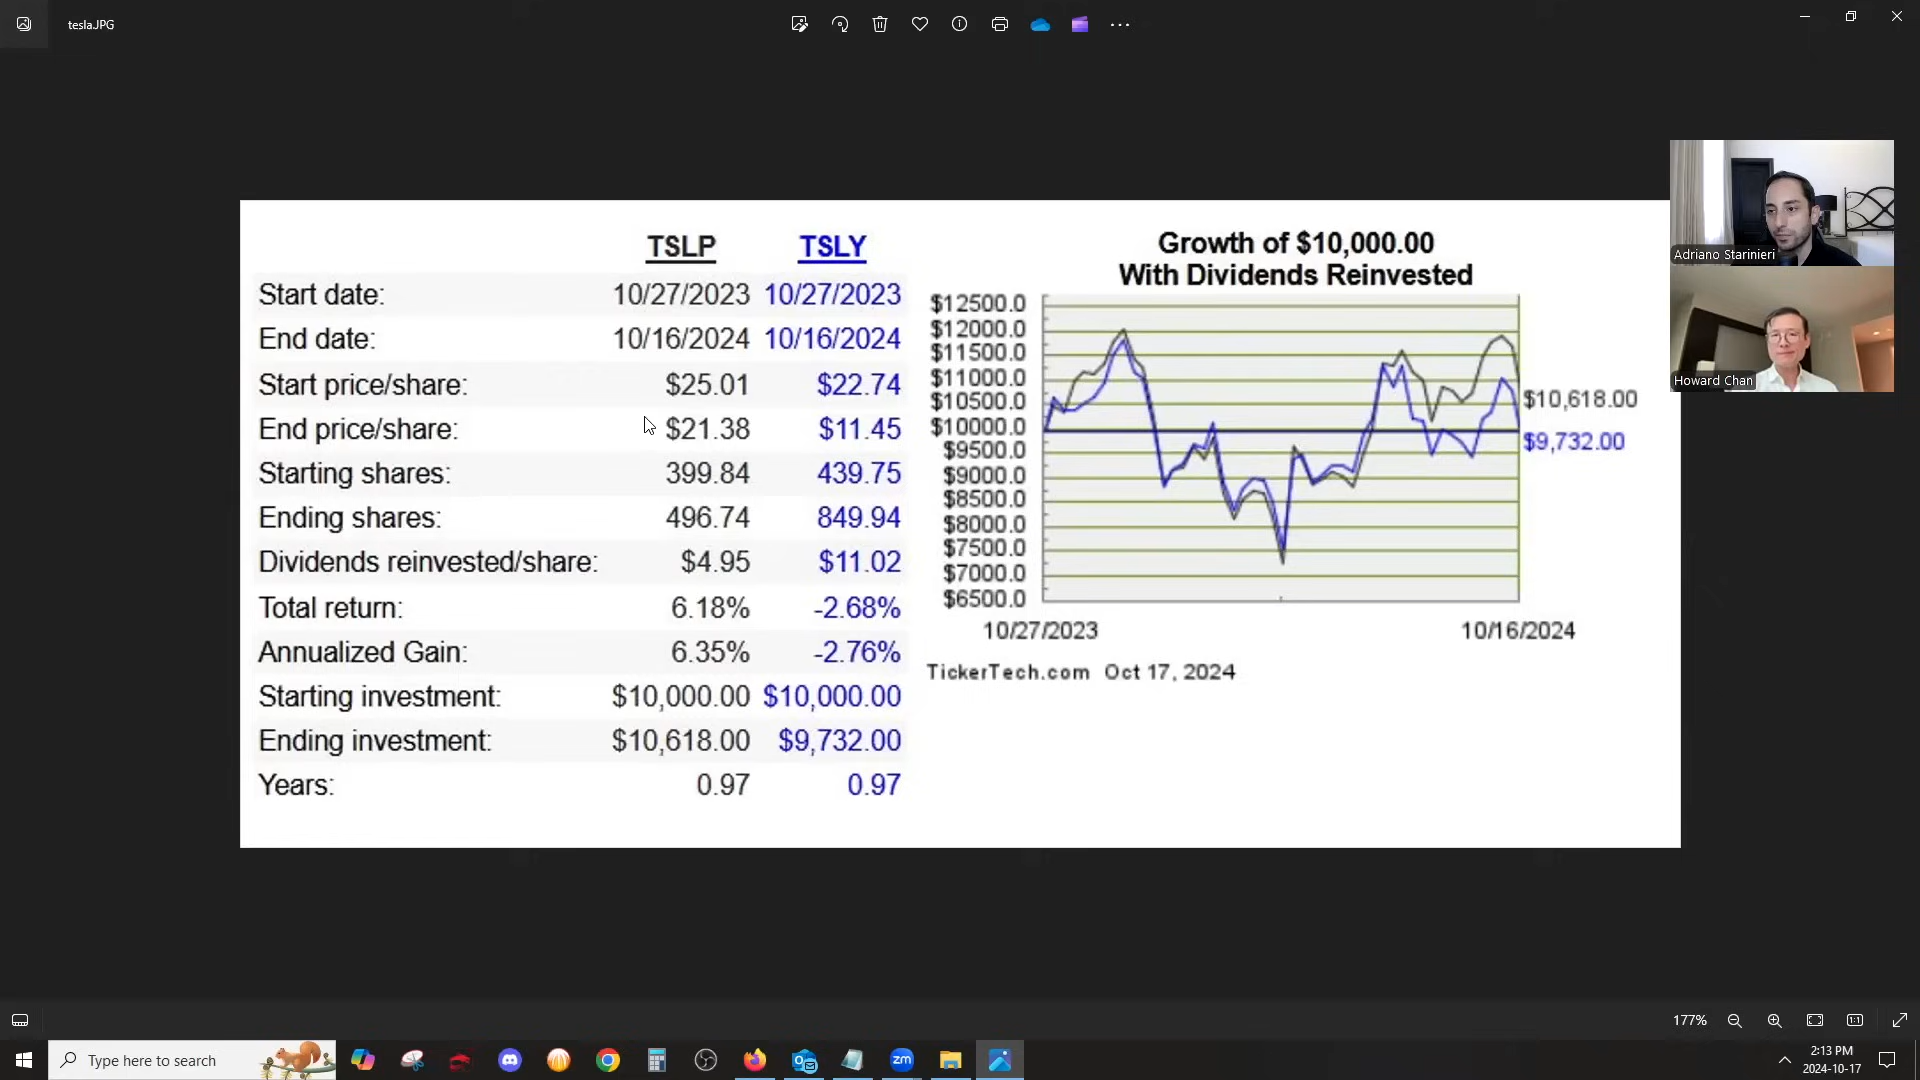 teslaJPG
TSLP TSLY
Start date: 10/27/2023 10/27/2023
End date: 10/16/2024 10/16/2024
Start price/share: $25.01 $22.74
End price/share: $21.38 $11.45
Starting shares: 399.84 439.75
Ending shares: 496.74 849.94
Dividends reinvested/share: $4.95 $11.02
Total return: 6.18% -2.68%
Annualized Gain: 6.35% -2.76%
Starting investment: $10,000.00 $10,000.00
Ending investment: $10,618.00 $9,732.00
Years: 0.97 0.97
Growth of $10,000.00
With Dividends Reinvested
$12500.0
$12000.0
$11500.0
$11000.0
$10500.0
$10000.0
$9500.0
$9000.0
$8500.0
$8000.0
$7500.0
$7000.0
$6500.0
$10,618.00
$9,732.00
10/27/2023 10/16/2024
TickerTech.com Oct 17, 2024
Adriano Starinieri
Howard Chan
177%
1:1
Type here to search
zm
2:13 PM
2024-10-17